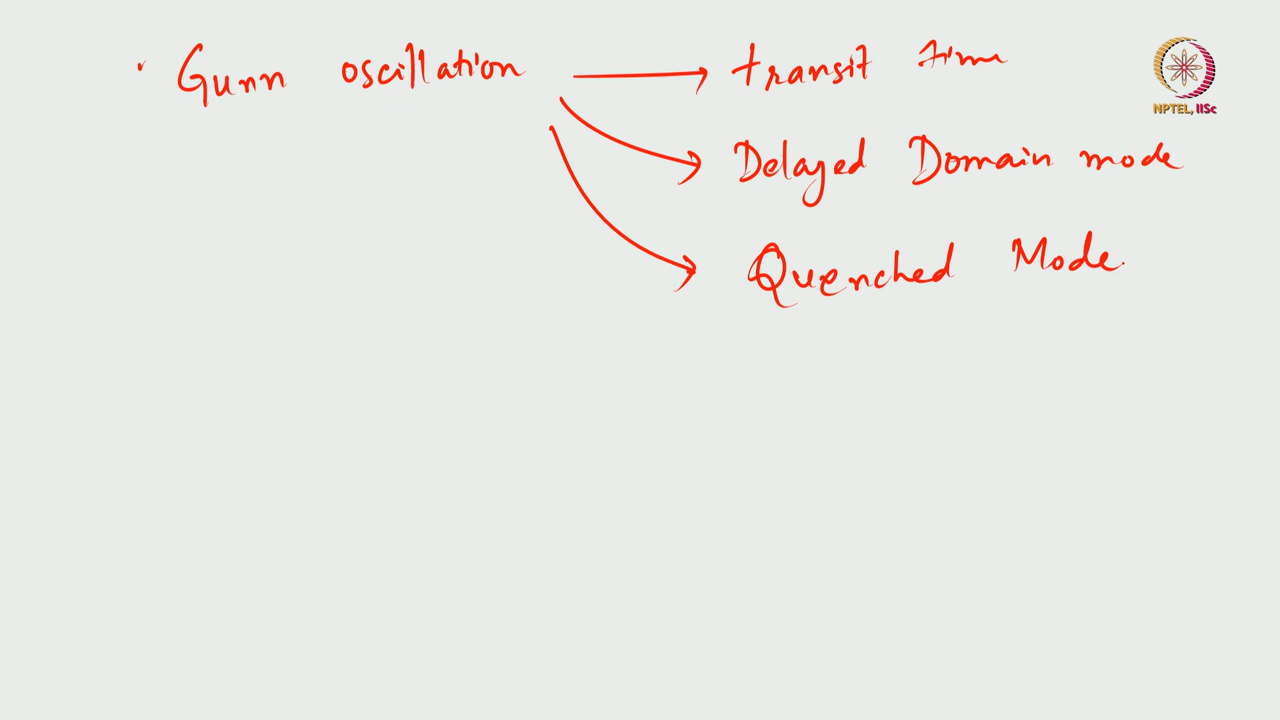 Gunn oscillation → transit time
Delayed Domain mode
Quenched Mode
NPTEL, IISc